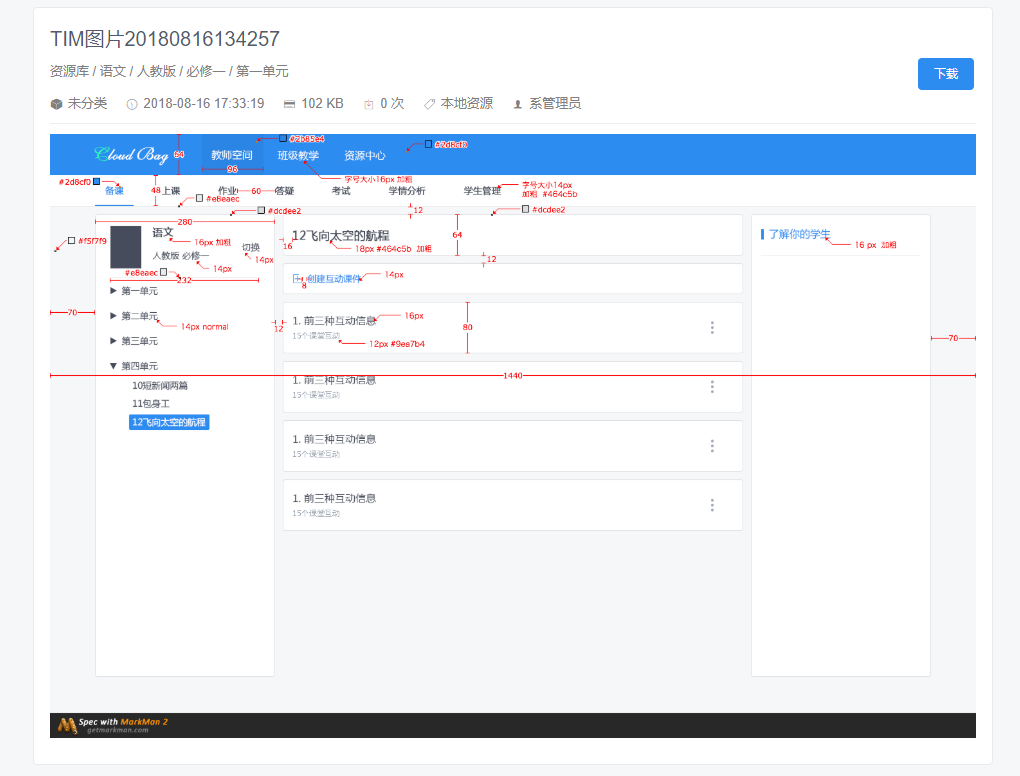 TIM图片20180816134257
资源库 / 语文 / 人教版 / 必修一 / 第一单元
下载
未分类 2018-08-16 17:33:19 102 KB 0 次 本地资源 系管理员
Cloud Bag 64 教师空间 班级教学 资源中心
#2b85e4
#2d8cf0
96
字号大小16px 加粗
#2d8cf0
备课 48 上课 作业 60 答疑 考试 学情分析 学生管理
字号大小14px
加粗 #464c5b
#e8eaec
#dcdee2
12
#dcdee2
280
#f5f7f9
语文
16px 加粗
切换
14px
人教版 必修一
14px
#e8eaec
232
第一单元
第二单元
14px normal
第三单元
第四单元
10短新闻两篇
11包身工
12飞向太空的航程
16
12飞向太空的航程
18px #464c5b 加粗
64
12
创建互动课件
14px
8
12
1. 前三种互动信息
16px
15个课堂互动
12px #9ea7b4
80
1440
1. 前三种互动信息
15个课堂互动
1. 前三种互动信息
15个课堂互动
1. 前三种互动信息
15个课堂互动
了解你的学生
16 px 加粗
70
70
Spec with MarkMan 2
getmarkman.com